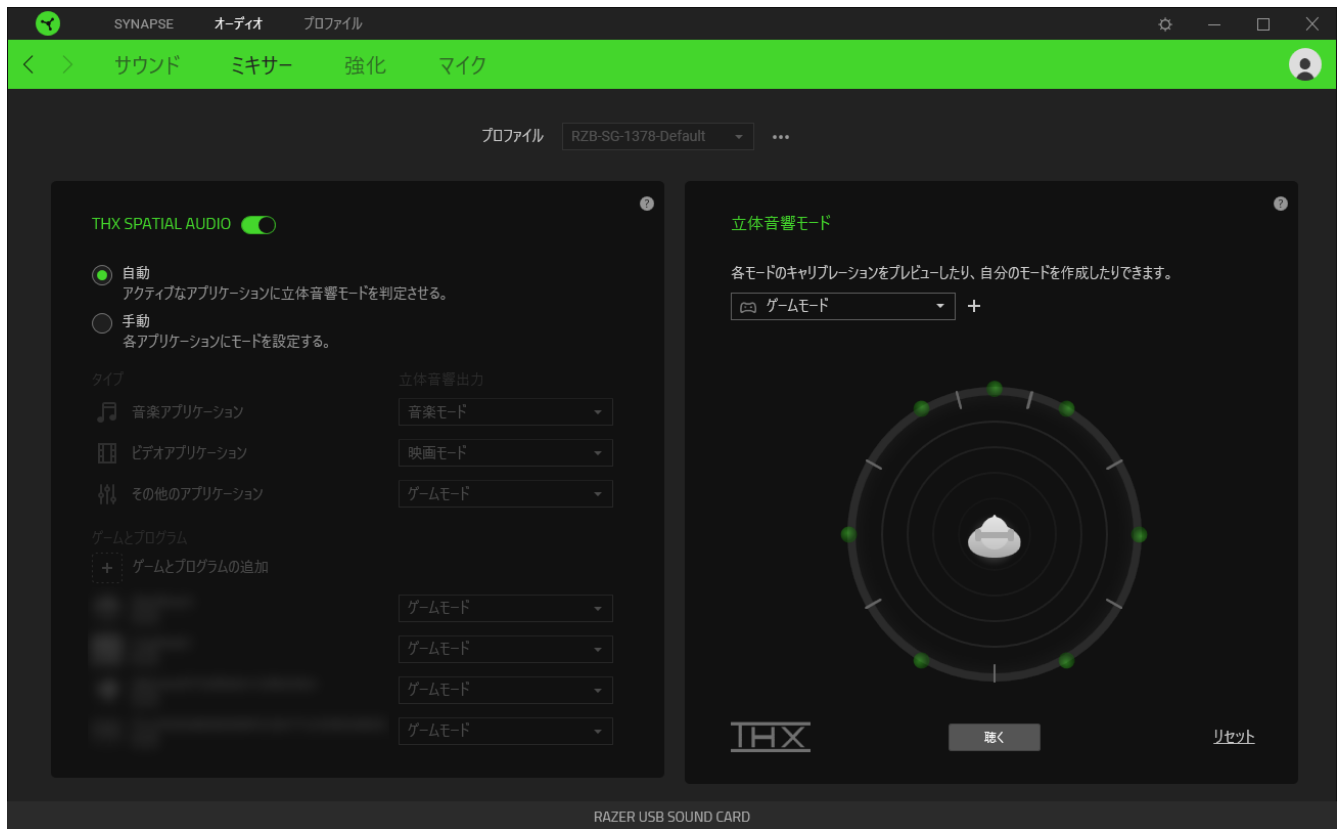 SYNAPSE オーディオ プロファイル
サウンド ミキサー 強化 マイク
プロファイル RZB-SG-1378-Default
THX SPATIAL AUDIO
自動
アクティブなアプリケーションに立体音響モードを判定させる。
手動
各アプリケーションにモードを設定する。
タイプ 立体音響出力
音楽アプリケーション 音楽モード
ビデオアプリケーション 映画モード
その他のアプリケーション ゲームモード
ゲームとプログラム
ゲームとプログラムの追加
ゲームモード
ゲームモード
ゲームモード
ゲームモード
立体音響モード
各モードのキャリブレーションをプレビューしたり、自分のモードを作成したりできます。
ゲームモード
THX 聴く リセット
RAZER USB SOUND CARD